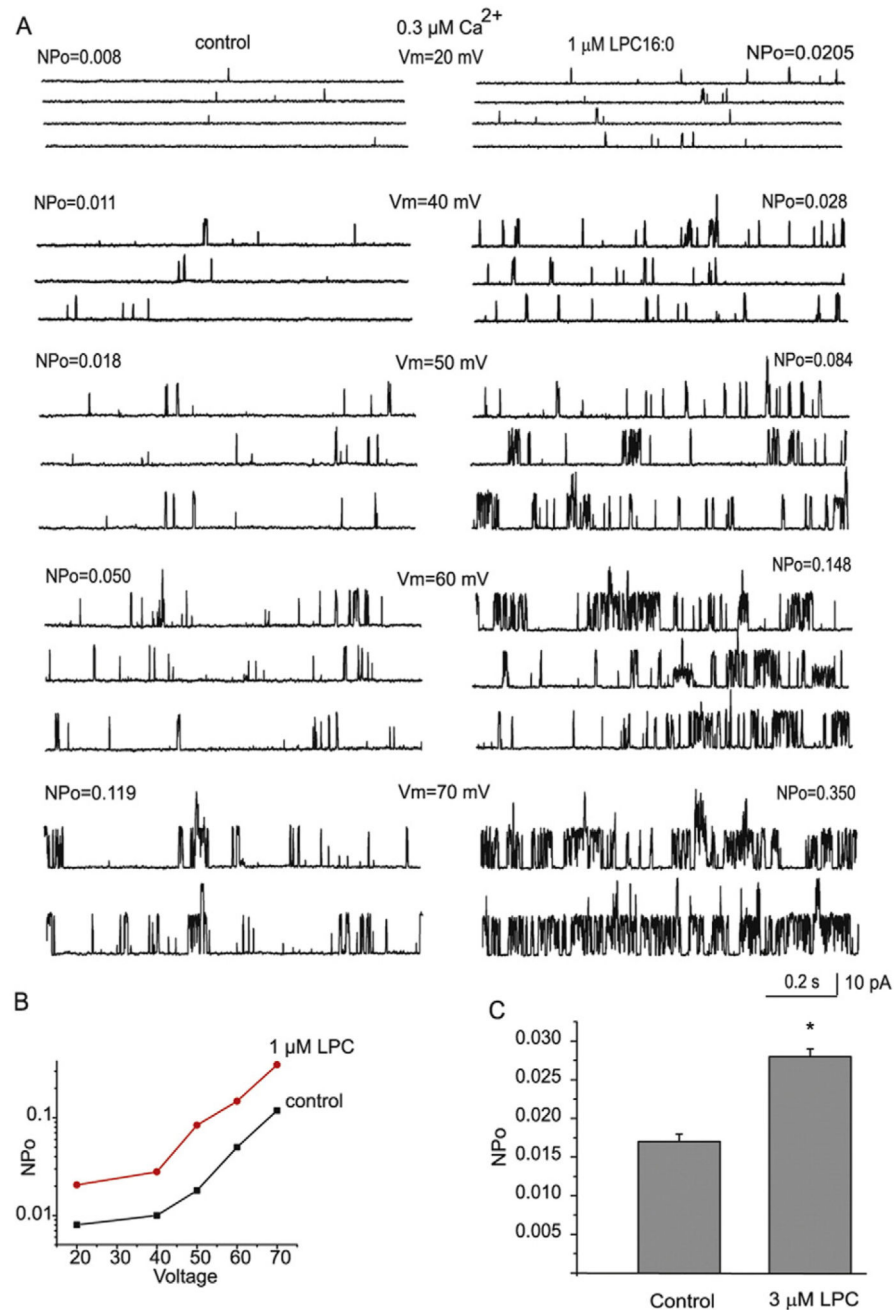 A
0.3 µM Ca2+
control
1 µM LPC16:0
NPo=0.008
Vm=20 mV
NPo=0.0205
NPo=0.011
Vm=40 mV
NPo=0.028
NPo=0.018
Vm=50 mV
NPo=0.084
NPo=0.050
Vm=60 mV
NPo=0.148
NPo=0.119
Vm=70 mV
NPo=0.350
0.2 s
10 pA
B
1 µM LPC
control
0.1
0.01
NPo
20 30 40 50 60 70
Voltage
C
*
0.030
0.025
0.020
0.015
0.010
0.005
NPo
Control
3 µM LPC